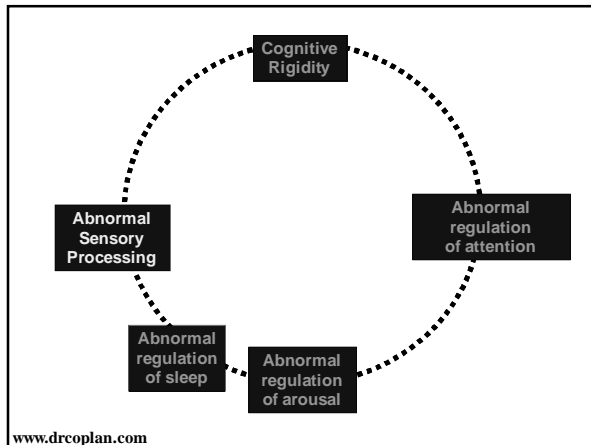 Cognitive
Rigidity
Abnormal
regulation
of attention
Abnormal
Sensory
Processing
Abnormal
regulation
of sleep
Abnormal
regulation
of arousal
www.drcoplan.com